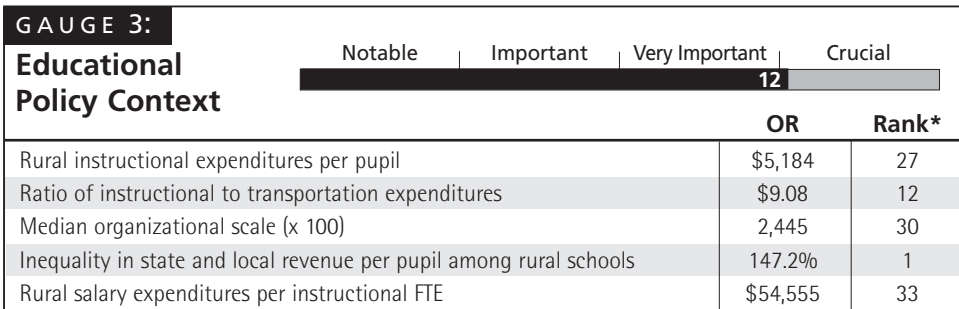 GAUGE 3:
Educational
Policy Context
Notable Important Very Important Crucial
12
OR Rank*
Rural instructional expenditures per pupil $5,184 27
Ratio of instructional to transportation expenditures $9.08 12
Median organizational scale (x 100) 2,445 30
Inequality in state and local revenue per pupil among rural schools 147.2% 1
Rural salary expenditures per instructional FTE $54,555 33